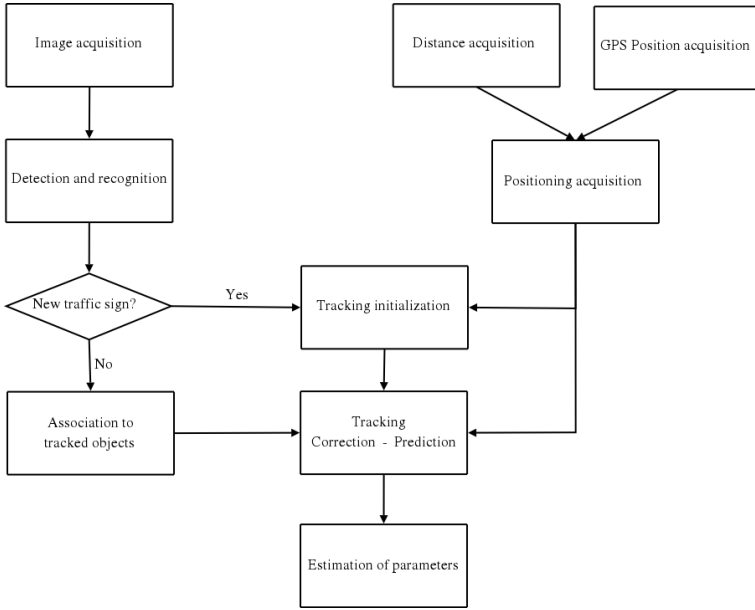 Image acquisition
Distance acquisition
GPS Position acquisition
Detection and recognition
Positioning acquisition
New traffic sign?
Yes
Tracking initialization
No
Association to
tracked objects
Tracking
Correction - Prediction
Estimation of parameters